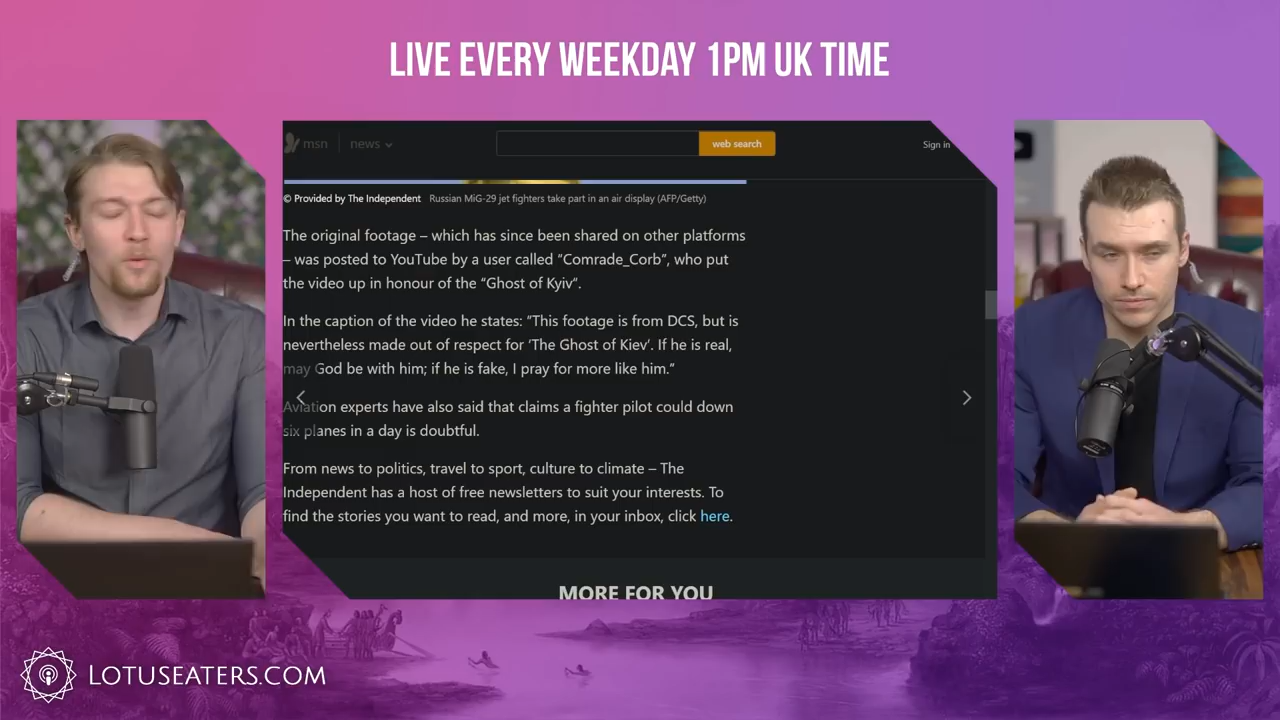 LIVE EVERY WEEKDAY 1PM UK TIME
msn
news
web search
Sign in
© Provided by The Independent Russian MiG-29 jet fighters take part in an air display (AFP/Getty)
The original footage – which has since been shared on other platforms
– was posted to YouTube by a user called "Comrade_Corb", who put
the video up in honour of the "Ghost of Kyiv".
In the caption of the video he states: "This footage is from DCS, but is
nevertheless made out of respect for 'The Ghost of Kiev'. If he is real,
may God be with him; if he is fake, I pray for more like him."
Aviation experts have also said that claims a fighter pilot could down
six planes in a day is doubtful.
From news to politics, travel to sport, culture to climate – The
Independent has a host of free newsletters to suit your interests. To
find the stories you want to read, and more, in your inbox, click here.
MORE FOR YOU
LOTUSEATERS.COM